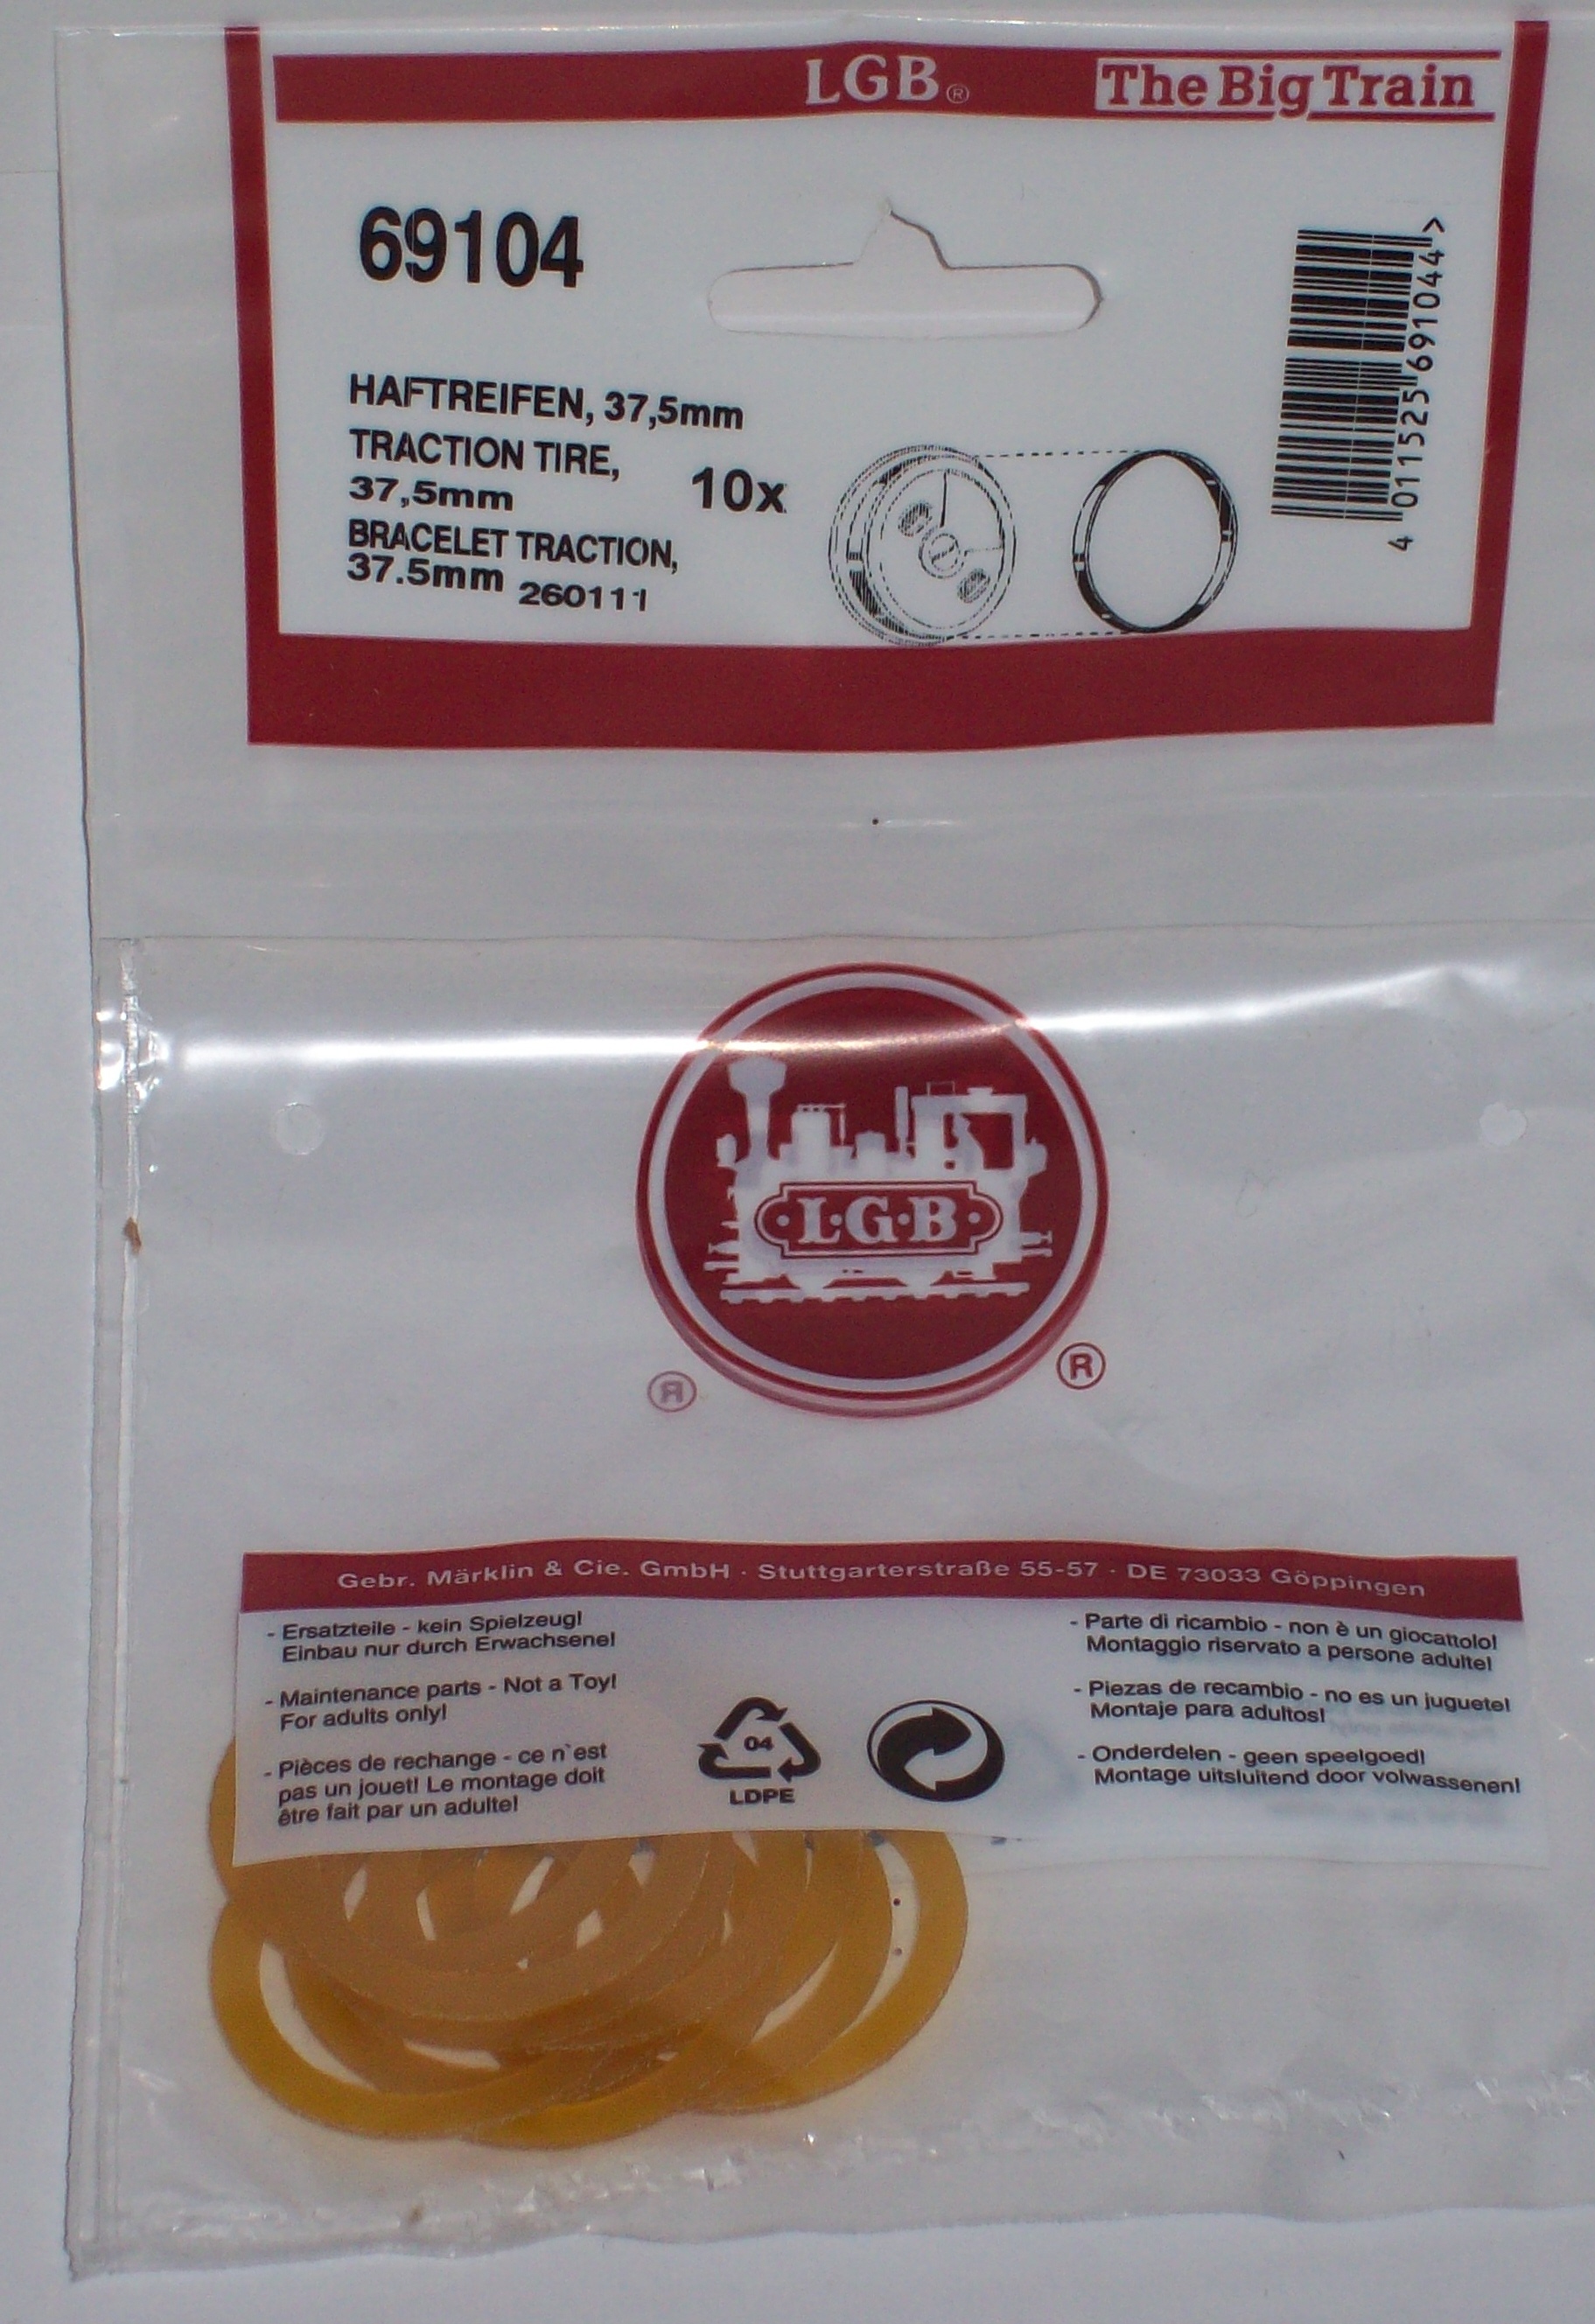 LGB®
The Big Train
69104
HAFTREIFEN, 37,5mm
TRACTION TIRE,
37,5mm
10x
BRACELET TRACTION,
37.5mm 260111
4 011525 691044 >
L·G·B
®
®
Gebr. Märklin & Cie. GmbH · Stuttgarterstraße 55-57 · DE 73033 Göppingen
- Ersatzteile - kein Spielzeug!
Einbau nur durch Erwachsene!
- Maintenance parts - Not a Toy!
For adults only!
- Pièces de rechange - ce n`est
pas un jouet! Le montage doit
être fait par un adulte!
04
LDPE
- Parte di ricambio - non è un giocattolo!
Montaggio riservato a persone adulte!
- Piezas de recambio - no es un juguete!
Montaje para adultos!
- Onderdelen - geen speelgoed!
Montage uitsluitend door volwassenen!